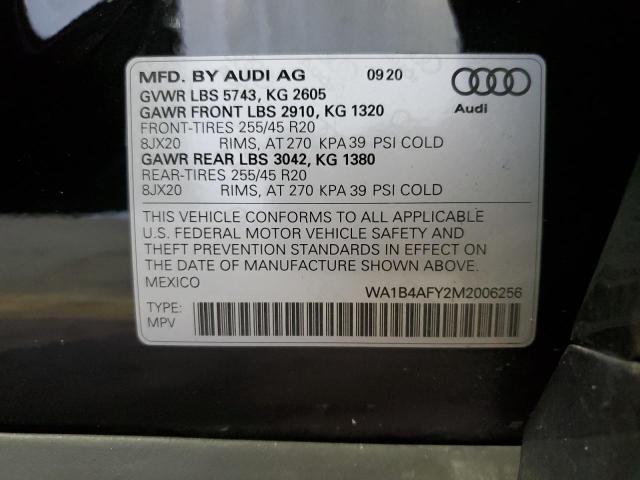 MFD. BY AUDI AG 0920
GVWR LBS 5743, KG 2605
GAWR FRONT LBS 2910, KG 1320
FRONT-TIRES 255/45 R20
8JX20 RIMS, AT 270 KPA 39 PSI COLD
GAWR REAR LBS 3042, KG 1380
REAR-TIRES 255/45 R20
8JX20 RIMS, AT 270 KPA 39 PSI COLD
Audi
THIS VEHICLE CONFORMS TO ALL APPLICABLE
U.S. FEDERAL MOTOR VEHICLE SAFETY AND
THEFT PREVENTION STANDARDS IN EFFECT ON
THE DATE OF MANUFACTURE SHOWN ABOVE.
MEXICO
WA1B4AFY2M2006256
TYPE:
MPV